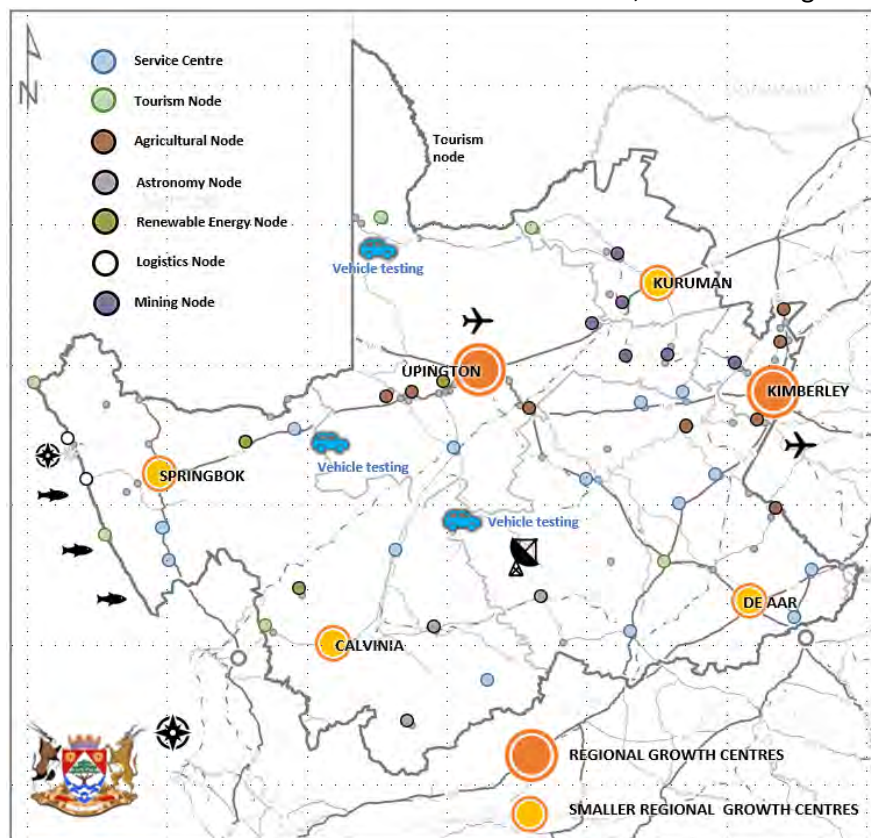 Service Centre
Tourism Node
Agricultural Node
Astronomy Node
Renewable Energy Node
Logistics Node
Mining Node
N
Tourism
node
Vehicle testing
KURUMAN
UPINGTON
KIMBERLEY
Vehicle testing
SPRINGBOK
Vehicle testing
DE AAR
CALVINIA
REGIONAL GROWTH CENTRES
SMALLER REGIONAL GROWTH CENTRES